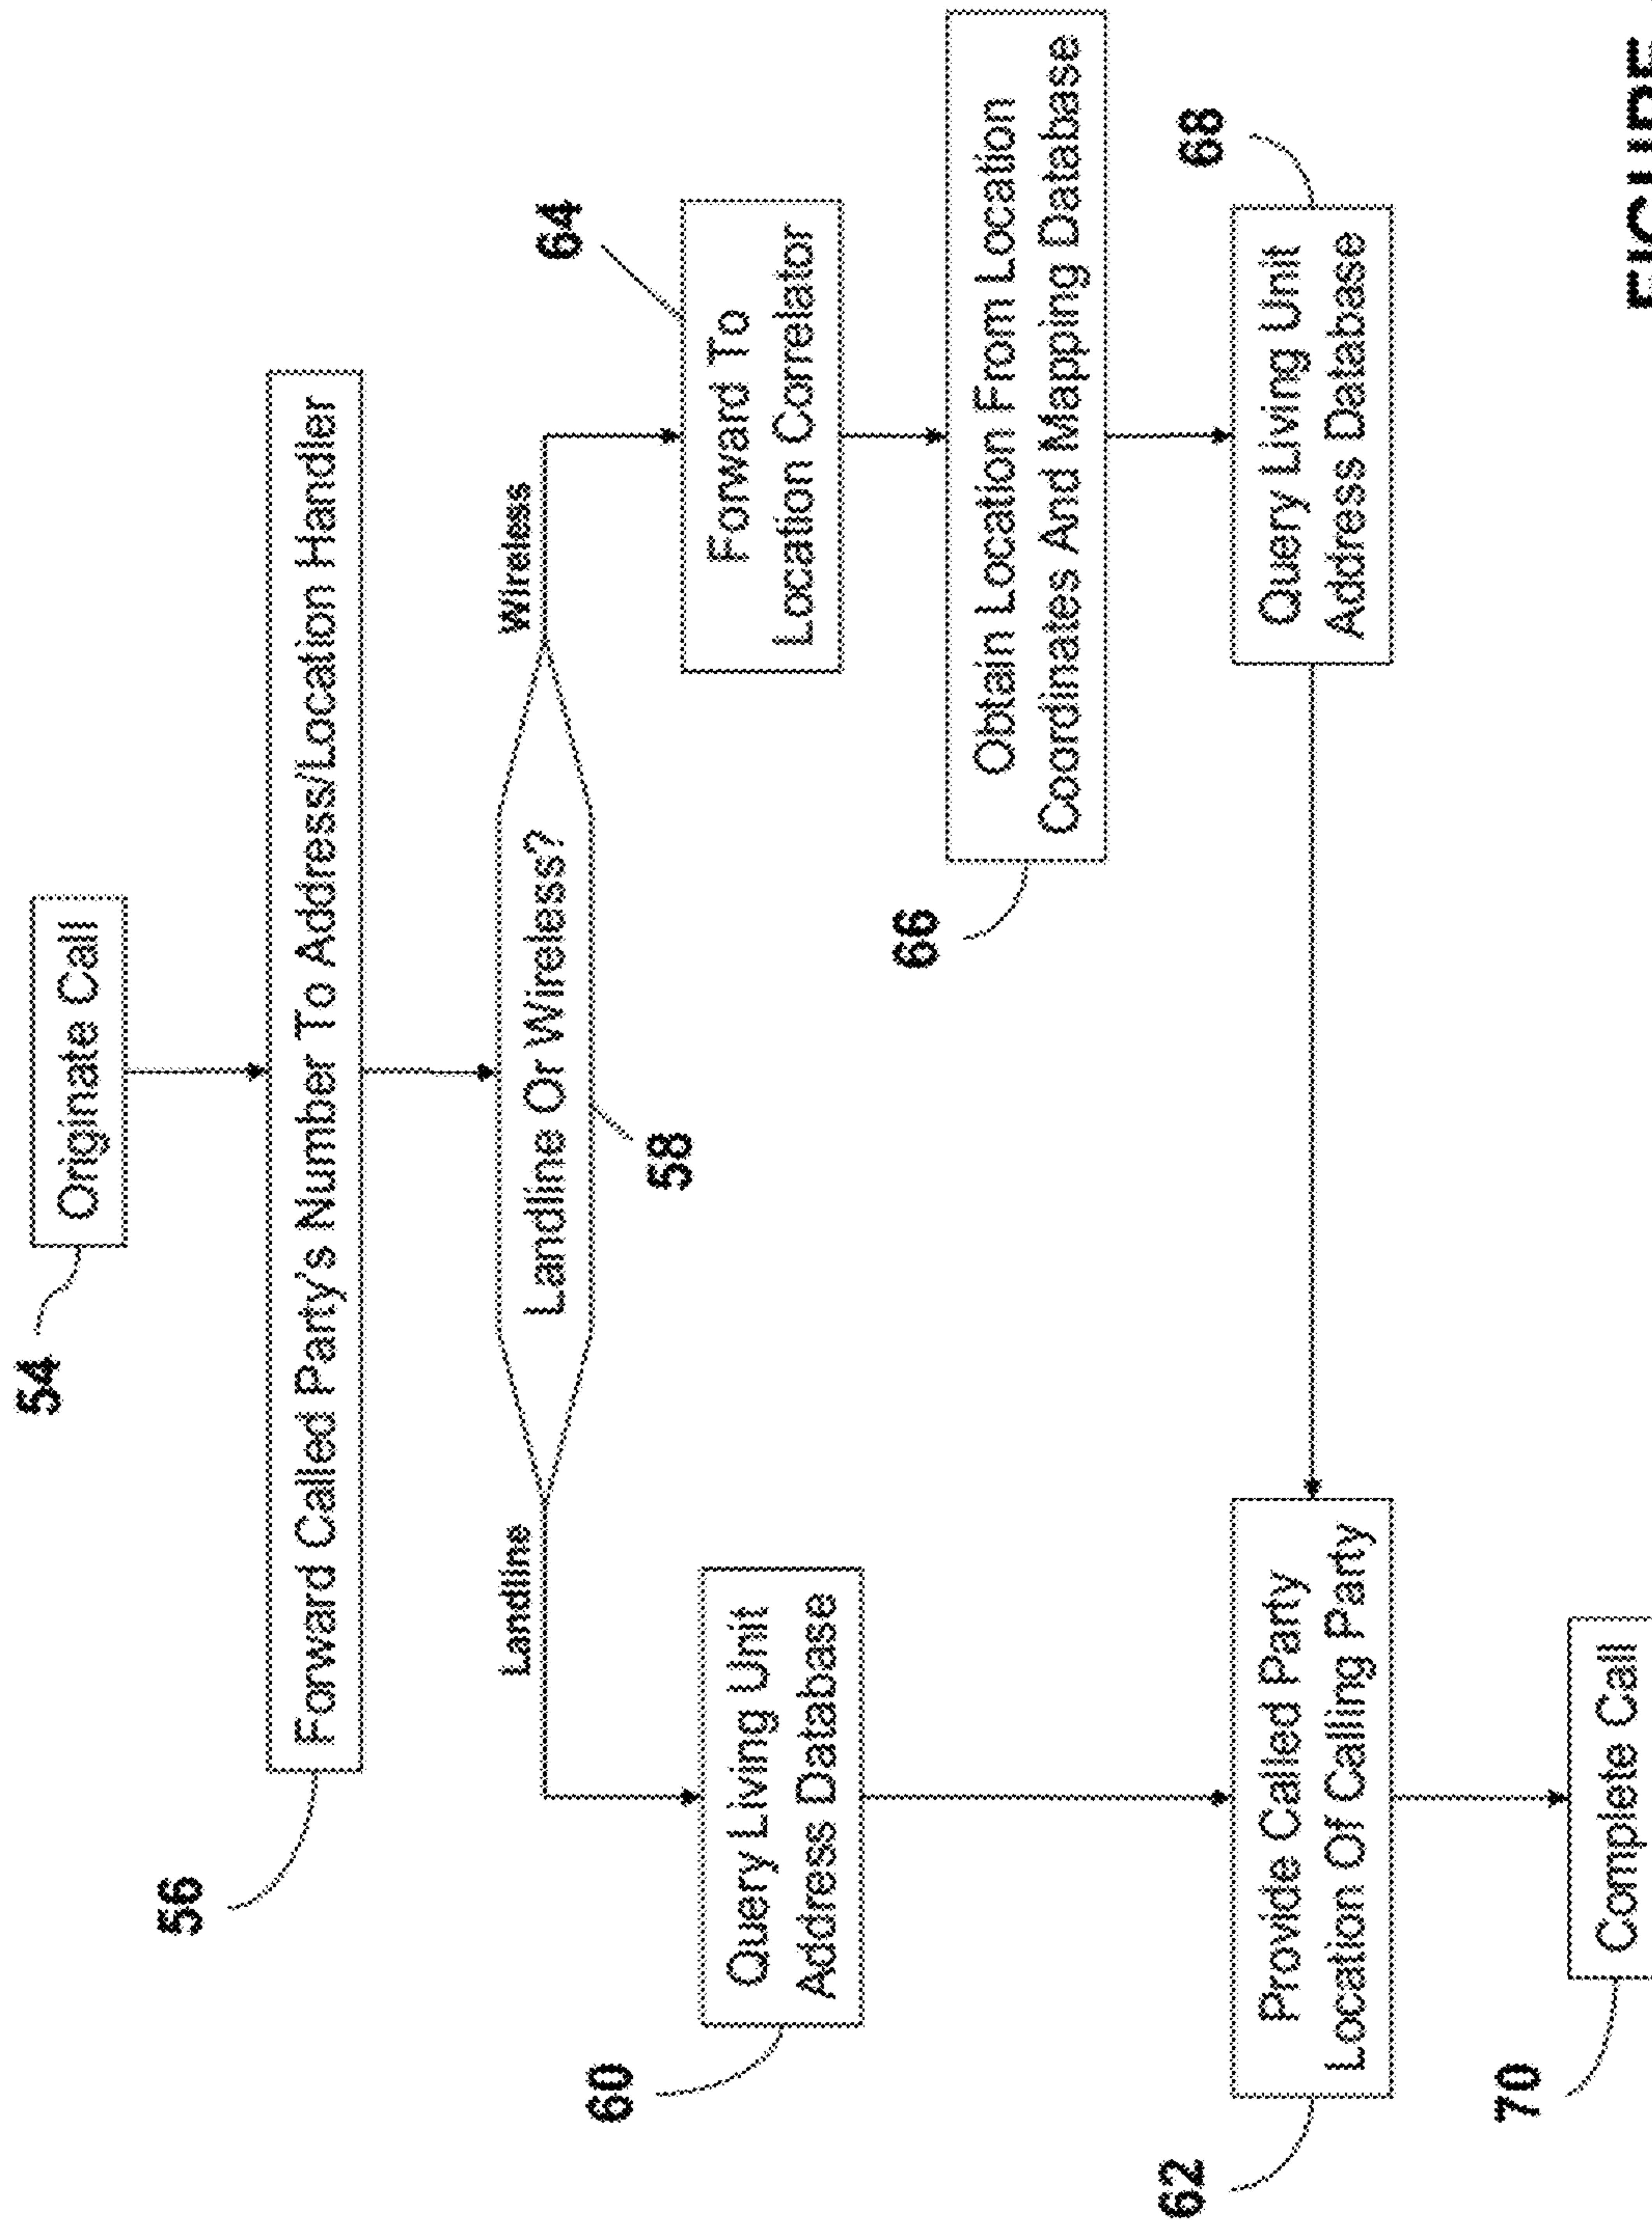 54
Originate Call
56
Forward Called Party's Number To Address/Location Handler
Landline
Landline Or Wireless?
Wireless
58
60
Query Living Unit
Address Database
64
Forward To
Location Correlator
66
Obtain Location From Location
Coordinates And Mapping Database
62
Provide Called Party
Location Of Calling Party
68
Query Living Unit
Address Database
70
Complete Call
FIGURE